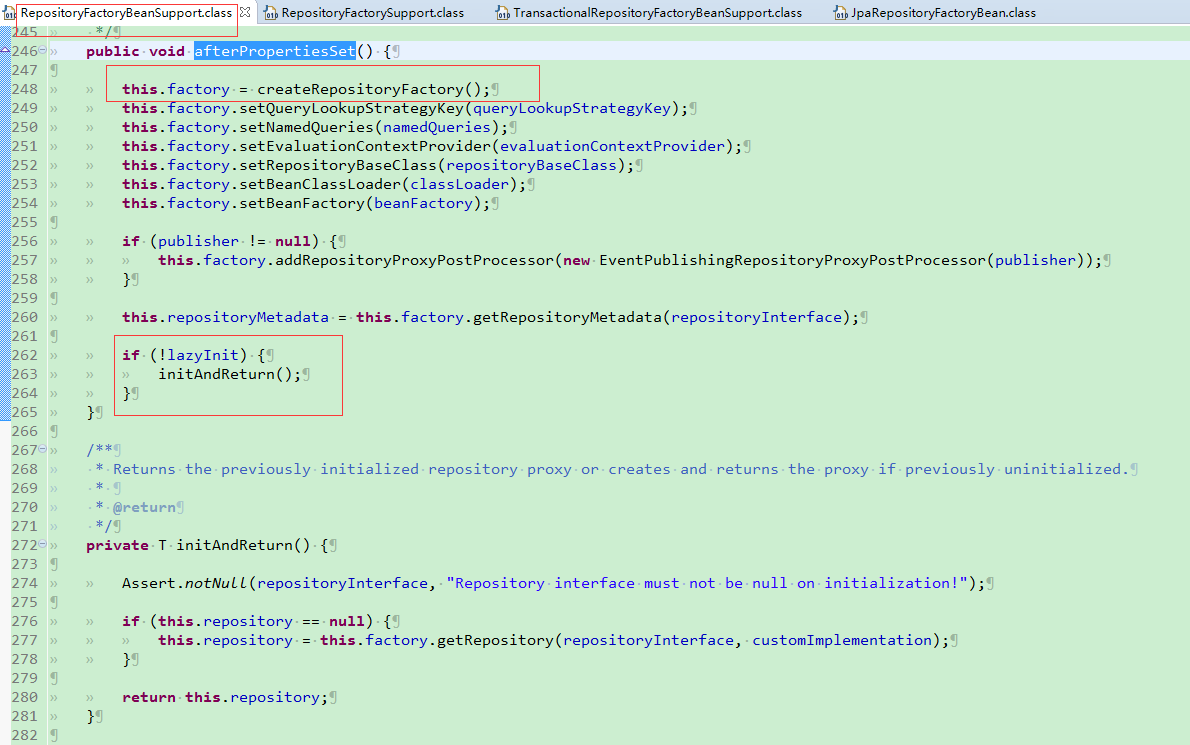 RepositoryFactoryBeanSupport.class RepositoryFactorySupport.class TransactionalRepositoryFactoryBeanSupport.class JpaRepositoryFactoryBean.class
245 */
246 public void afterPropertiesSet() {
247
248 this.factory = createRepositoryFactory();
249 this.factory.setQueryLookupStrategyKey(queryLookupStrategyKey);
250 this.factory.setNamedQueries(namedQueries);
251 this.factory.setEvaluationContextProvider(evaluationContextProvider);
252 this.factory.setRepositoryBaseClass(repositoryBaseClass);
253 this.factory.setBeanClassLoader(classLoader);
254 this.factory.setBeanFactory(beanFactory);
255
256 if (publisher != null) {
257 this.factory.addRepositoryProxyPostProcessor(new EventPublishingRepositoryProxyPostProcessor(publisher));
258 }
259
260 this.repositoryMetadata = this.factory.getRepositoryMetadata(repositoryInterface);
261
262 if (!lazyInit) {
263 initAndReturn();
264 }
265 }
266
267 /**
268 * Returns the previously initialized repository proxy or creates and returns the proxy if previously uninitialized.
269 *
270 * @return
271 */
272 private T initAndReturn() {
273
274 Assert.notNull(repositoryInterface, "Repository interface must not be null on initialization!");
275
276 if (this.repository == null) {
277 this.repository = this.factory.getRepository(repositoryInterface, customImplementation);
278 }
279
280 return this.repository;
281 }
282